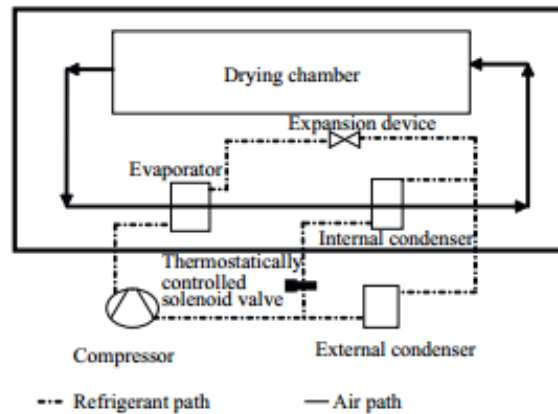 Drying chamber
Expansion device
Evaporator
Internal condenser
Thermostatically
controlled
solenoid valve
Compressor
External condenser
Refrigerant path
Air path